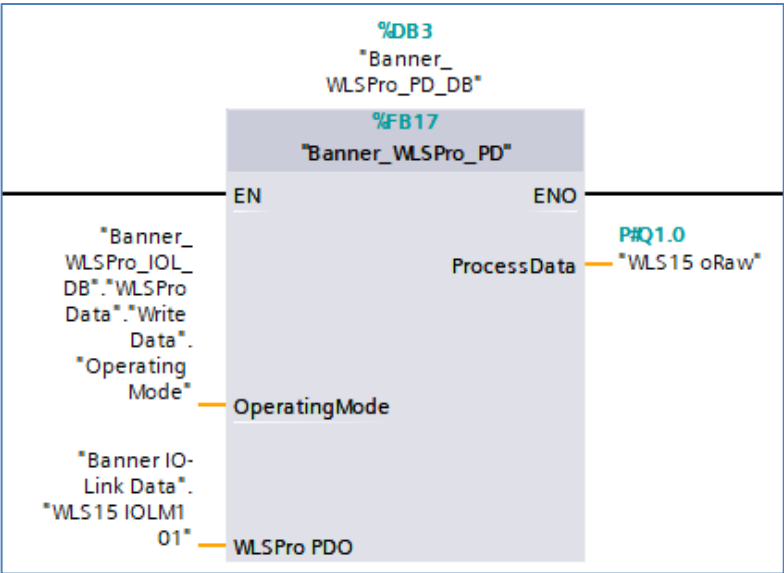 %DB3
"Banner_
WLSPro_PD_DB"
%FB17
"Banner_WLSPro_PD"
EN
ENO
"Banner_
WLSPro_IOL_
DB"."WLSPro
Data"."Write
Data".
"Operating
Mode"
OperatingMode
ProcessData
P#Q1.0
"WLS15 oRaw"
"Banner IO-
Link Data".
"WLS15 IOLM1
01"
WLSPro PDO